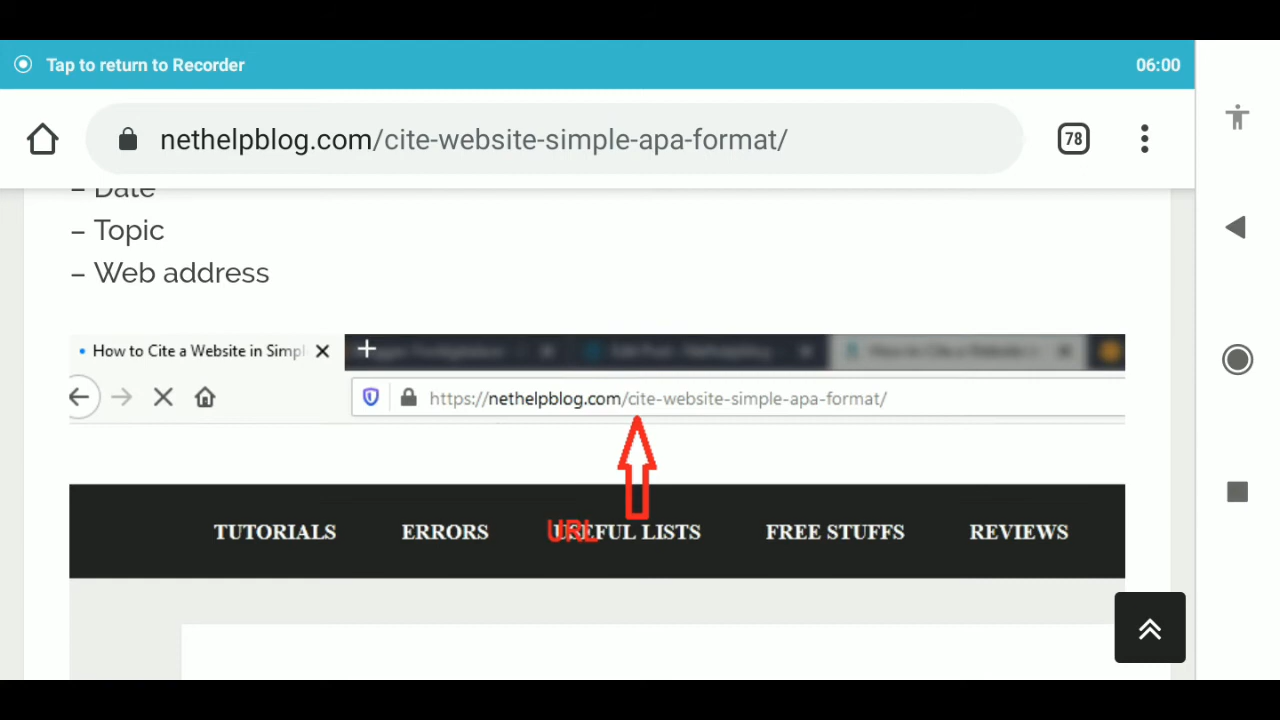 Tap to return to Recorder 06:00
nethelpblog.com/cite-website-simple-apa-format/ 78
– Date
– Topic
– Web address
How to Cite a Website in Simpl
https://nethelpblog.com/cite-website-simple-apa-format/
TUTORIALS ERRORS USEFUL LISTS FREE STUFFS REVIEWS
URL